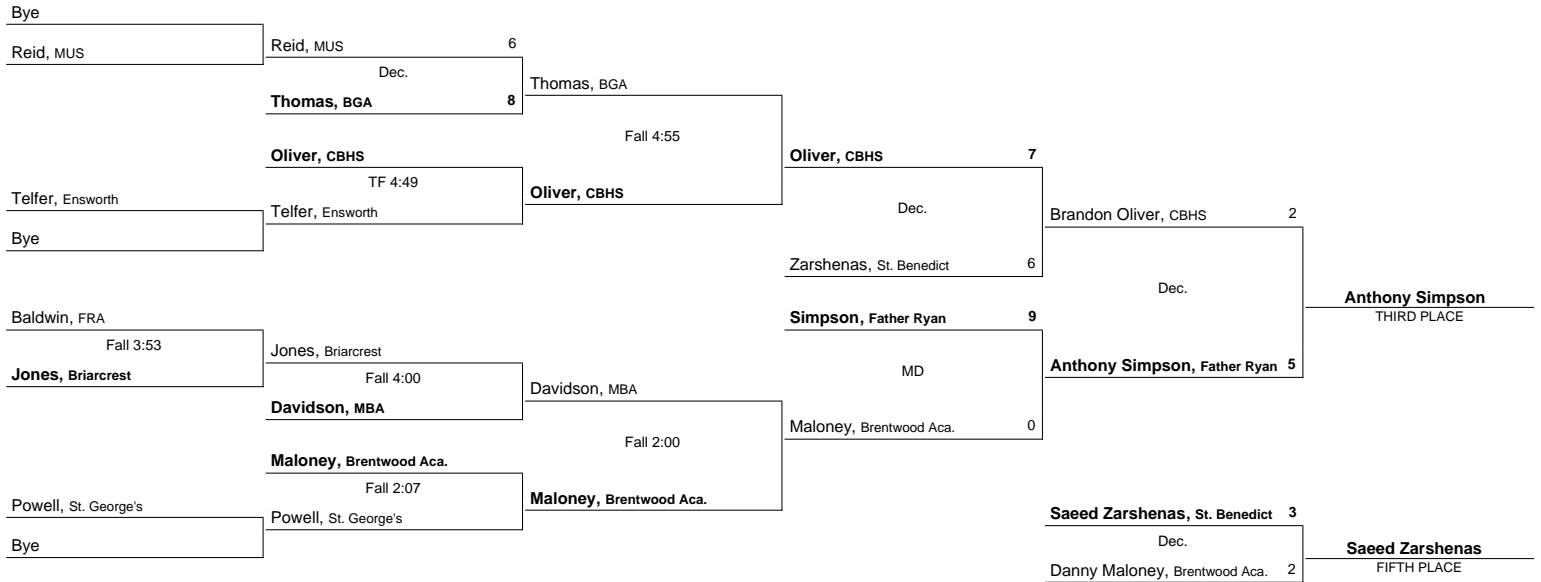 Bye
Reid, MUS
Telfer, Ensworth
Bye
Baldwin, FRA
Fall 3:53
Jones, Briarcrest
Powell, St. George's
Bye
Reid, MUS 6
Dec.
Thomas, BGA 8
Oliver, CBHS
TF 4:49
Telfer, Ensworth
Jones, Briarcrest
Fall 4:00
Davidson, MBA
Maloney, Brentwood Aca.
Fall 2:07
Powell, St. George's
Thomas, BGA
Fall 4:55
Oliver, CBHS
Davidson, MBA
Fall 2:00
Maloney, Brentwood Aca.
Oliver, CBHS 7
Dec.
Zarshenas, St. Benedict 6
Simpson, Father Ryan 9
MD
Maloney, Brentwood Aca. 0
Brandon Oliver, CBHS 2
Dec.
Anthony Simpson, Father Ryan 5
Anthony Simpson
THIRD PLACE
Saeed Zarshenas, St. Benedict 3
Dec.
Danny Maloney, Brentwood Aca. 2
Saeed Zarshenas
FIFTH PLACE